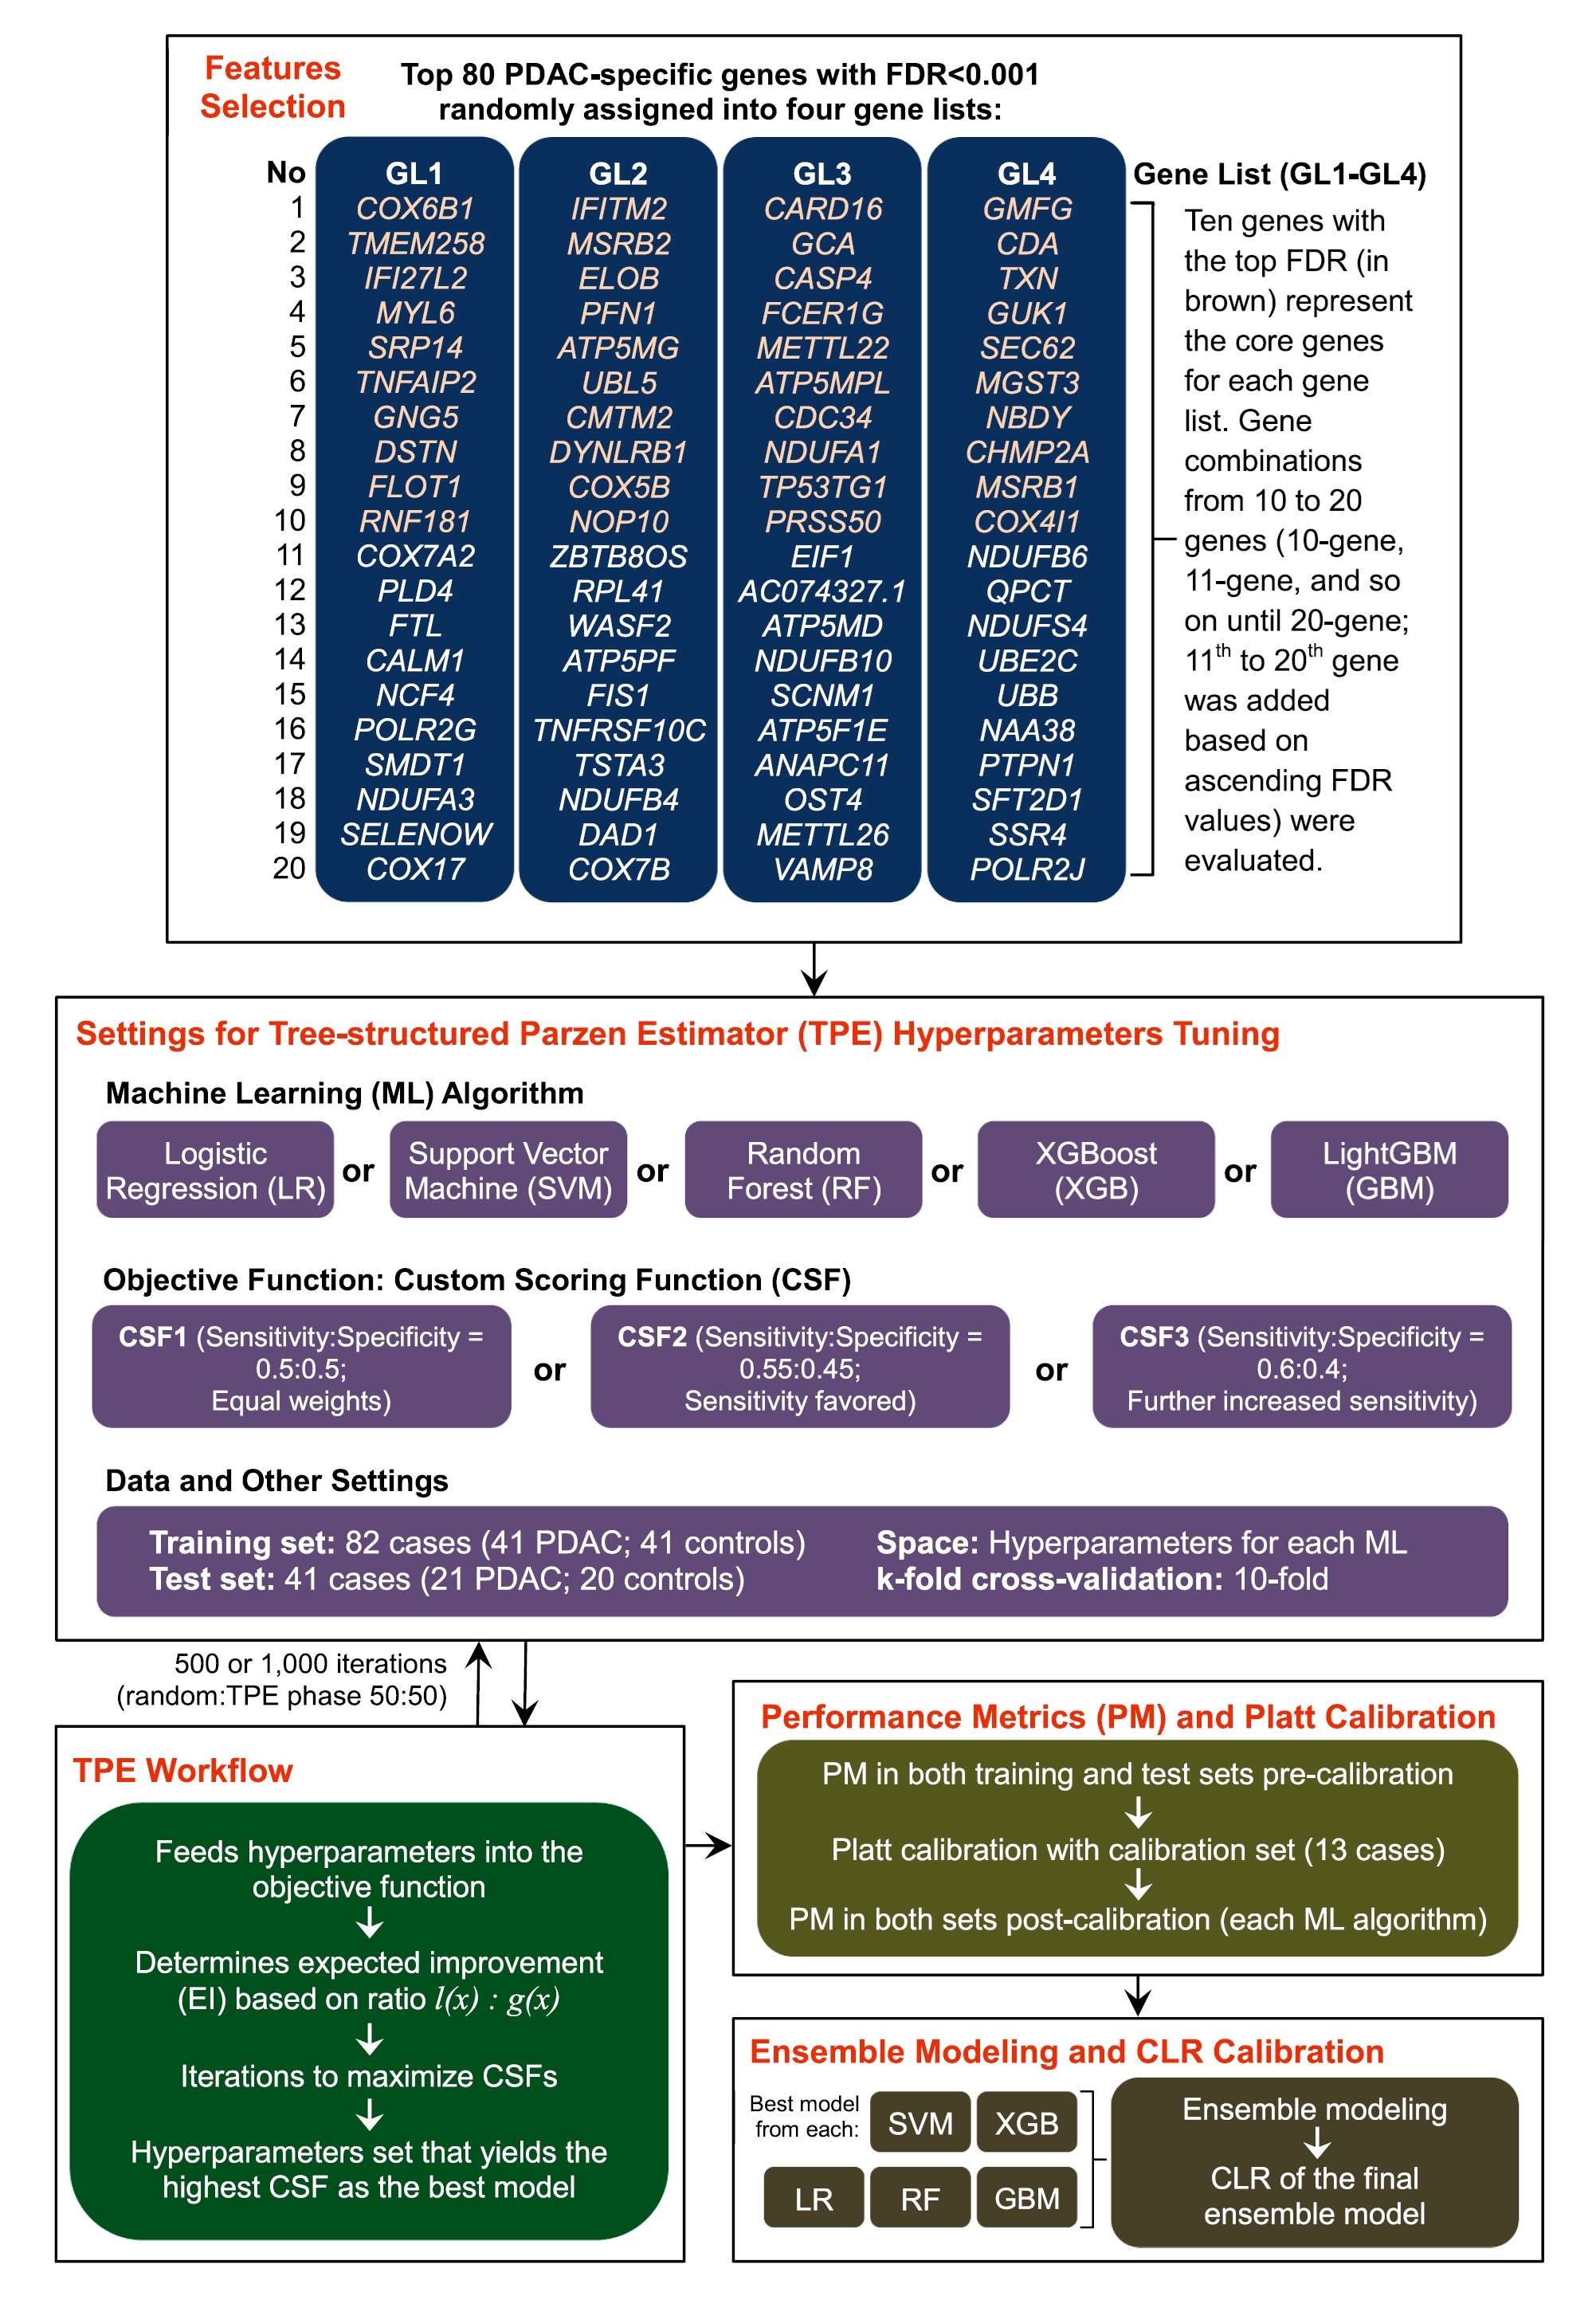 Features
Selection
Top 80 PDAC-specific genes with FDR<0.001
randomly assigned into four gene lists:
No GL1 GL2 GL3 GL4 Gene List (GL1-GL4)
1 COX6B1 IFITM2 CARD16 GMFG
2 TMEM258 MSRB2 GCA CDA
3 IFI27L2 ELOB CASP4 TXN
4 MYL6 PFN1 FCER1G GUK1
5 SRP14 ATP5MG METTL22 SEC62
6 TNFAIP2 UBL5 ATP5MPL MGST3
7 GNG5 CMTM2 CDC34 NBDY
8 DSTN DYNLRB1 NDUFA1 CHMP2A
9 FLOT1 COX5B TP53TG1 MSRB1
10 RNF181 NOP10 PRSS50 COX4I1
11 COX7A2 ZBTB8OS EIF1 NDUFB6
12 PLD4 RPL41 AC074327.1 QPCT
13 FTL WASF2 ATP5MD NDUFS4
14 CALM1 ATP5PF NDUFB10 UBE2C
15 NCF4 FIS1 SCNM1 UBB
16 POLR2G TNFRSF10C ATP5F1E NAA38
17 SMDT1 TSTA3 ANAPC11 PTPN1
18 NDUFA3 NDUFB4 OST4 SFT2D1
19 SELENOW DAD1 METTL26 SSR4
20 COX17 COX7B VAMP8 POLR2J
Ten genes with
the top FDR (in
brown) represent
the core genes
for each gene
list. Gene
combinations
from 10 to 20
genes (10-gene,
11-gene, and so
on until 20-gene;
11th to 20th gene
was added
based on
ascending FDR
values) were
evaluated.
Settings for Tree-structured Parzen Estimator (TPE) Hyperparameters Tuning
Machine Learning (ML) Algorithm
Logistic
Regression (LR)
or
Support Vector
Machine (SVM)
or
Random
Forest (RF)
or
XGBoost
(XGB)
or
LightGBM
(GBM)
Objective Function: Custom Scoring Function (CSF)
CSF1 (Sensitivity:Specificity =
0.5:0.5;
Equal weights)
or
CSF2 (Sensitivity:Specificity =
0.55:0.45;
Sensitivity favored)
or
CSF3 (Sensitivity:Specificity =
0.6:0.4;
Further increased sensitivity)
Data and Other Settings
Training set: 82 cases (41 PDAC; 41 controls)
Test set: 41 cases (21 PDAC; 20 controls)
Space: Hyperparameters for each ML
k-fold cross-validation: 10-fold
500 or 1,000 iterations
(random:TPE phase 50:50)
TPE Workflow
Feeds hyperparameters into the
objective function
Determines expected improvement
(EI) based on ratio l(x) : g(x)
Iterations to maximize CSFs
Hyperparameters set that yields the
highest CSF as the best model
Performance Metrics (PM) and Platt Calibration
PM in both training and test sets pre-calibration
Platt calibration with calibration set (13 cases)
PM in both sets post-calibration (each ML algorithm)
Ensemble Modeling and CLR Calibration
Best model
from each:
SVM XGB
LR RF GBM
Ensemble modeling
CLR of the final
ensemble model